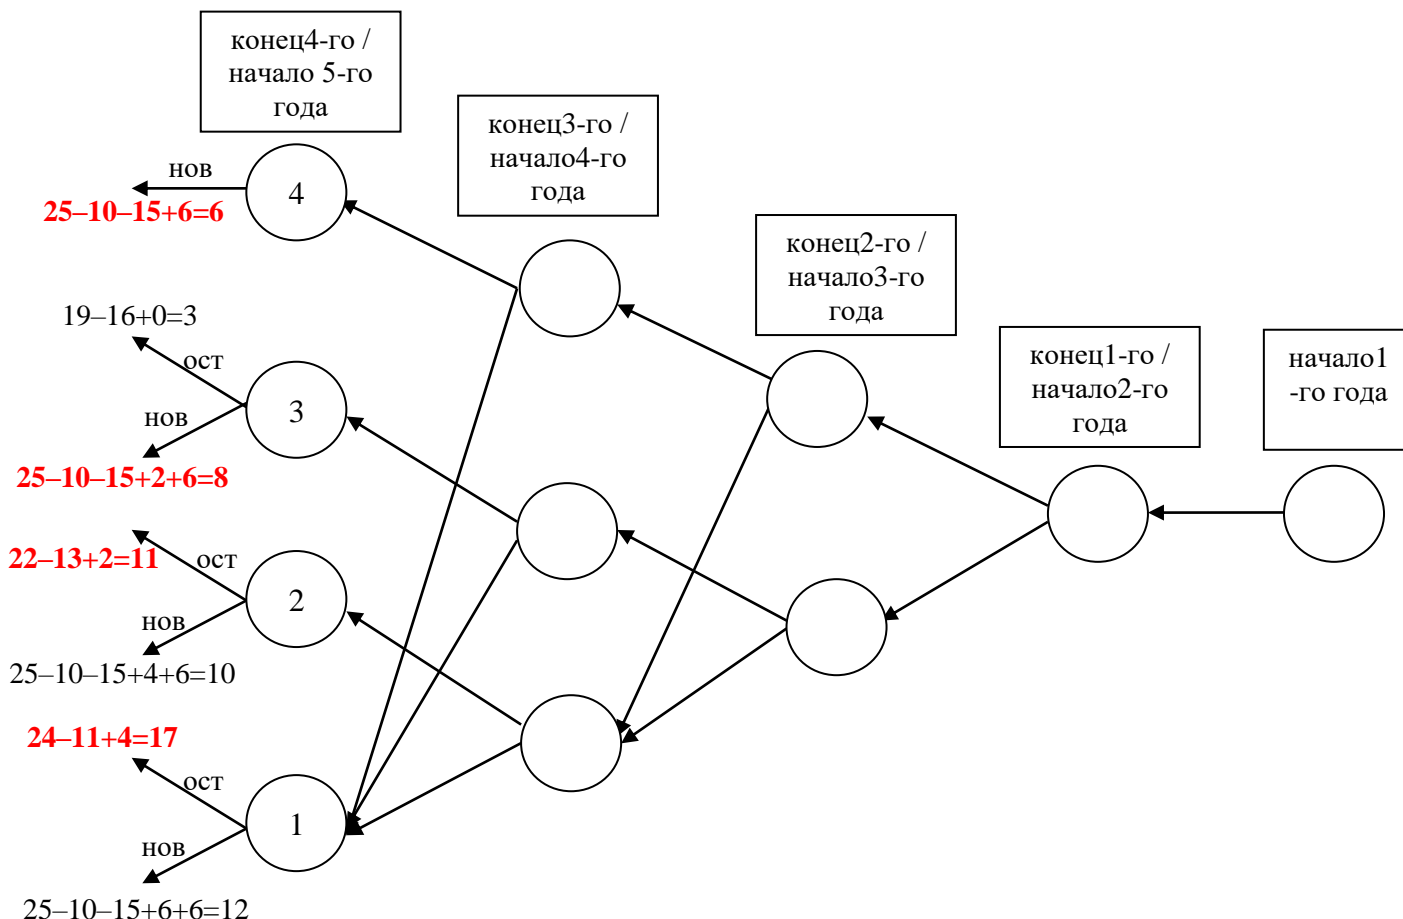 конец4-го /
начало 5-го
года
конец3-го /
начало4-го
года
конец2-го /
начало3-го
года
конец1-го /
начало2-го
года
начало1
-го года
нов
4
25–10–15+6=6
19–16+0=3
ост
3
нов
25–10–15+2+6=8
22–13+2=11
ост
2
нов
25–10–15+4+6=10
24–11+4=17
ост
1
нов
25–10–15+6+6=12